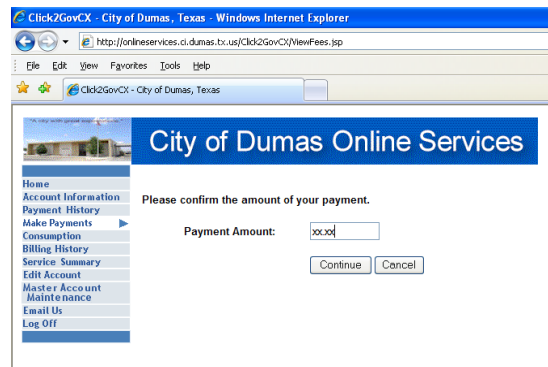 Click2GovCX - City of Dumas, Texas - Windows Internet Explorer
http://onlineservices.ci.dumas.tx.us/Click2GovCX/ViewFees.jsp
File Edit View Favorites Tools Help
Click2GovCX - City of Dumas, Texas
City of Dumas Online Services
Home
Account Information
Payment History
Make Payments
Consumption
Billing History
Service Summary
Edit Account
Master Account
Maintenance
Email Us
Log Off
Please confirm the amount of your payment.
Payment Amount: xx.xx
Continue Cancel